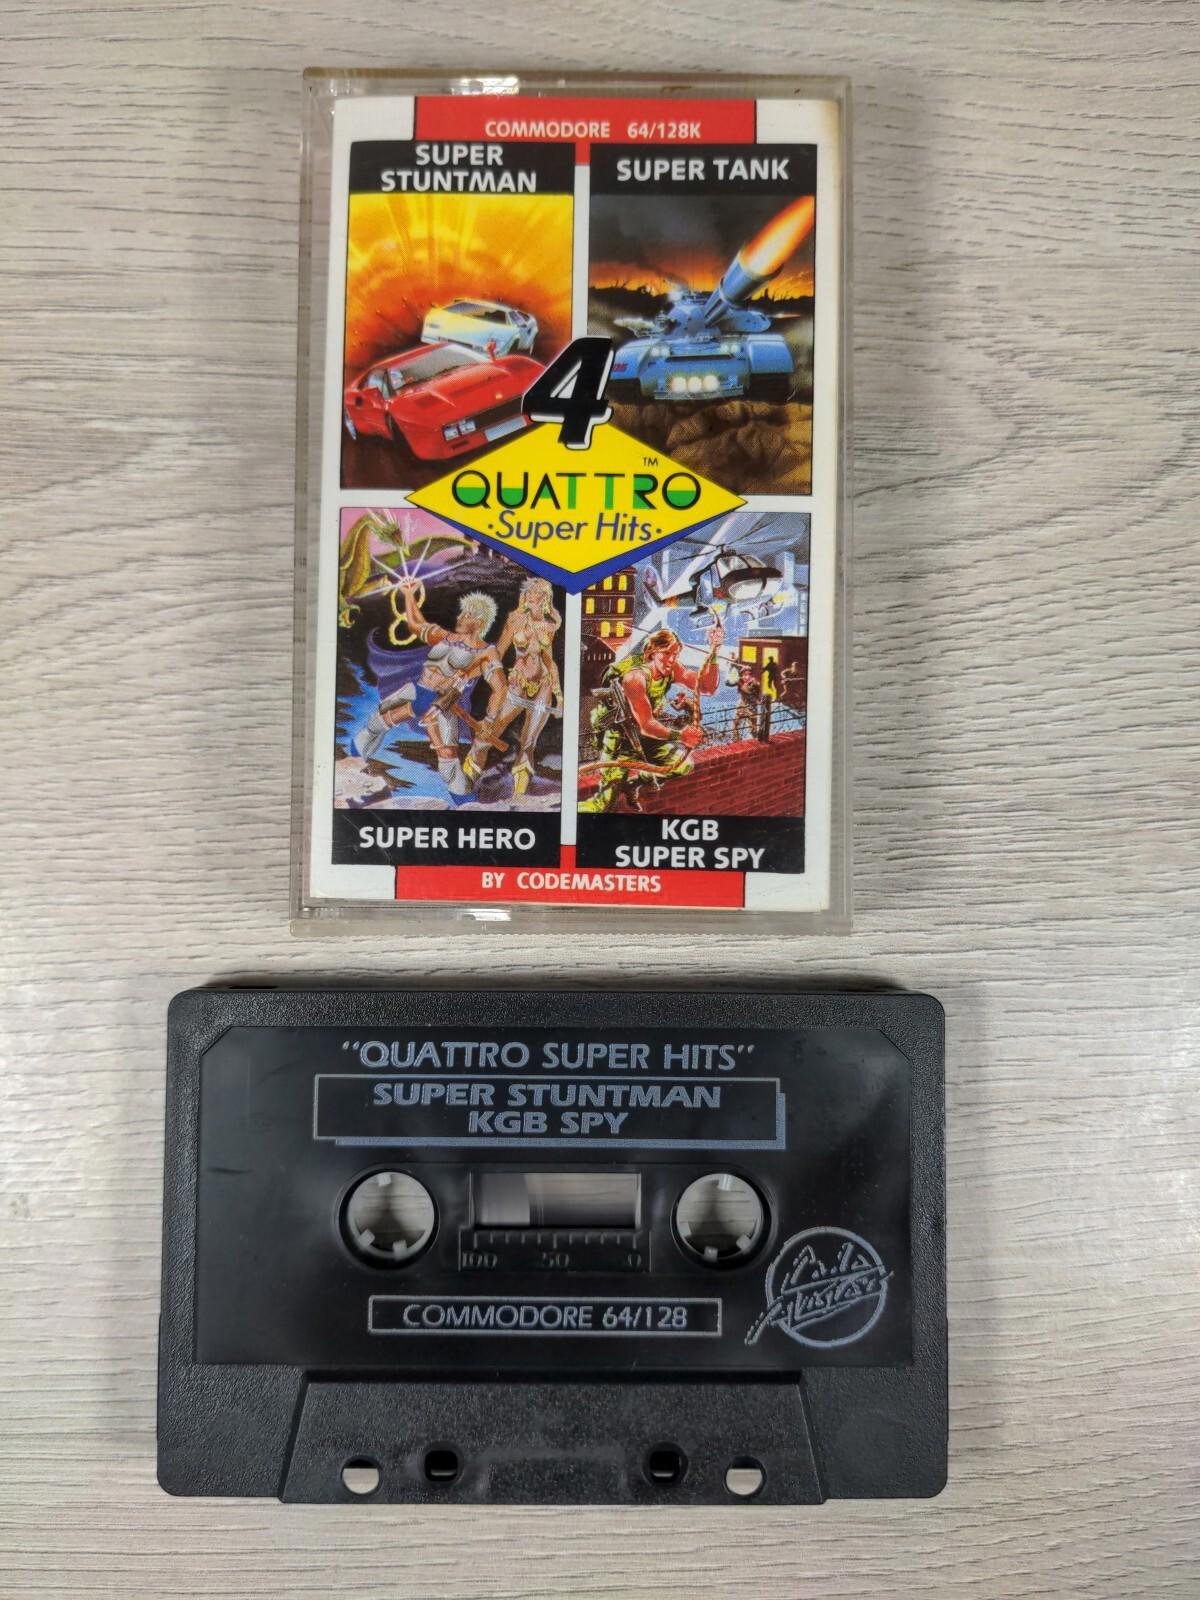 COMMODORE 64/128K
SUPER
STUNTMAN
SUPER TANK
4
QUATTRO TM
·Super Hits·
SUPER HERO
KGB
SUPER SPY
BY CODEMASTERS
"QUATTRO SUPER HITS"
SUPER STUNTMAN
KGB SPY
100 50 0
COMMODORE 64/128